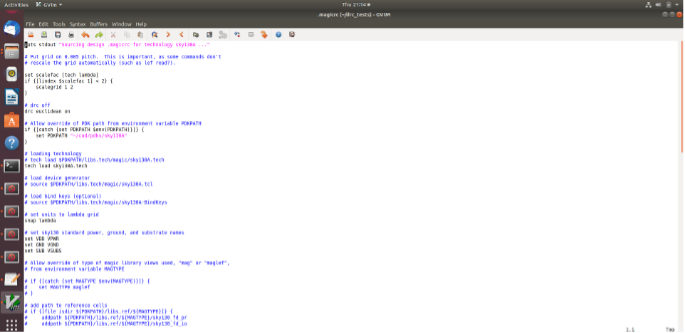 Activities
GVim
Thu 23:14
.magicrc (~/drc_tests) - GVIM
File Edit Tools Syntax Buffers Window Help
puts stdout "Sourcing design .magicrc for technology sky130A ..."
# Put grid on 0.005 pitch. This is important, as some commands don't
# rescale the grid automatically (such as lef read?).
set scalefac [tech lambda]
if {[lindex $scalefac 1] < 2} {
scalegrid 1 2
}
# drc off
drc euclidean on
# Allow override of PDK path from environment variable PDKPATH
if {[catch {set PDKPATH $env(PDKPATH)}]} {
set PDKPATH
}
# loading technology
# tech load $PDKPATH/libs.tech/magic/sky130A.tech
tech load sky130A.tech
# load device generator
# source $PDKPATH/libs.tech/magic/sky130A.tcl
# load bind keys (optional)
# source $PDKPATH/libs.tech/magic/sky130A-BindKeys
# set units to lambda grid
snap lambda
# set sky130 standard power, ground, and substrate names
set VDD VPWR
set GND VGND
set SUB VSUBS
# Allow override of type of magic library views used, "mag" or "maglef",
# from environment variable MAGTYPE
# if {[catch {set MAGTYPE $env(MAGTYPE)}]} {
# set MAGTYPE maglef
# }
# add path to reference cells
# if {[file isdir ${PDKPATH}/libs.ref/${MAGTYPE}]} {
# addpath ${PDKPATH}/libs.ref/${MAGTYPE}/sky130_fd_pr
# addpath ${PDKPATH}/libs.ref/${MAGTYPE}/sky130_fd_io
1,1
Top